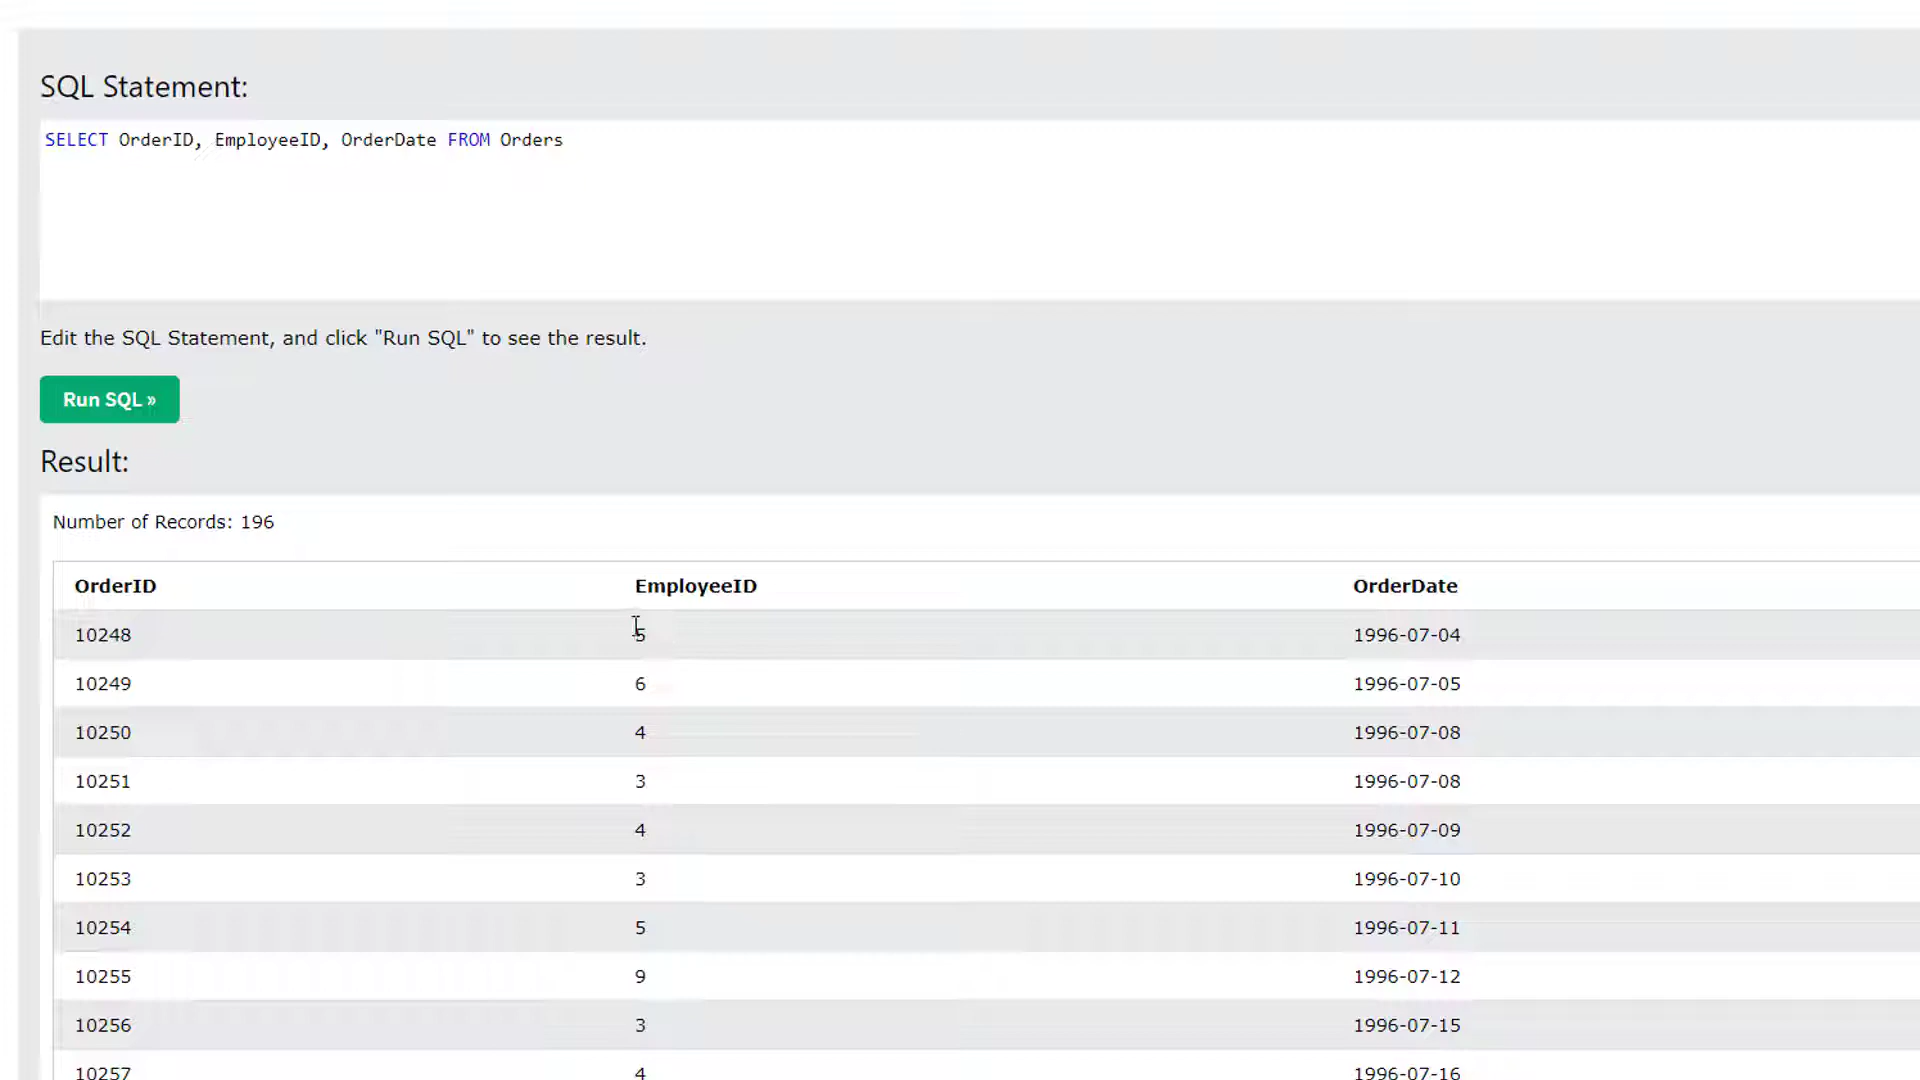 SQL Statement:
SELECT OrderID, EmployeeID, OrderDate FROM Orders
Edit the SQL Statement, and click "Run SQL" to see the result.
Run SQL »
Result:
Number of Records: 196
OrderID EmployeeID OrderDate
10248 5 1996-07-04
10249 6 1996-07-05
10250 4 1996-07-08
10251 3 1996-07-08
10252 4 1996-07-09
10253 3 1996-07-10
10254 5 1996-07-11
10255 9 1996-07-12
10256 3 1996-07-15
10257 4 1996-07-16